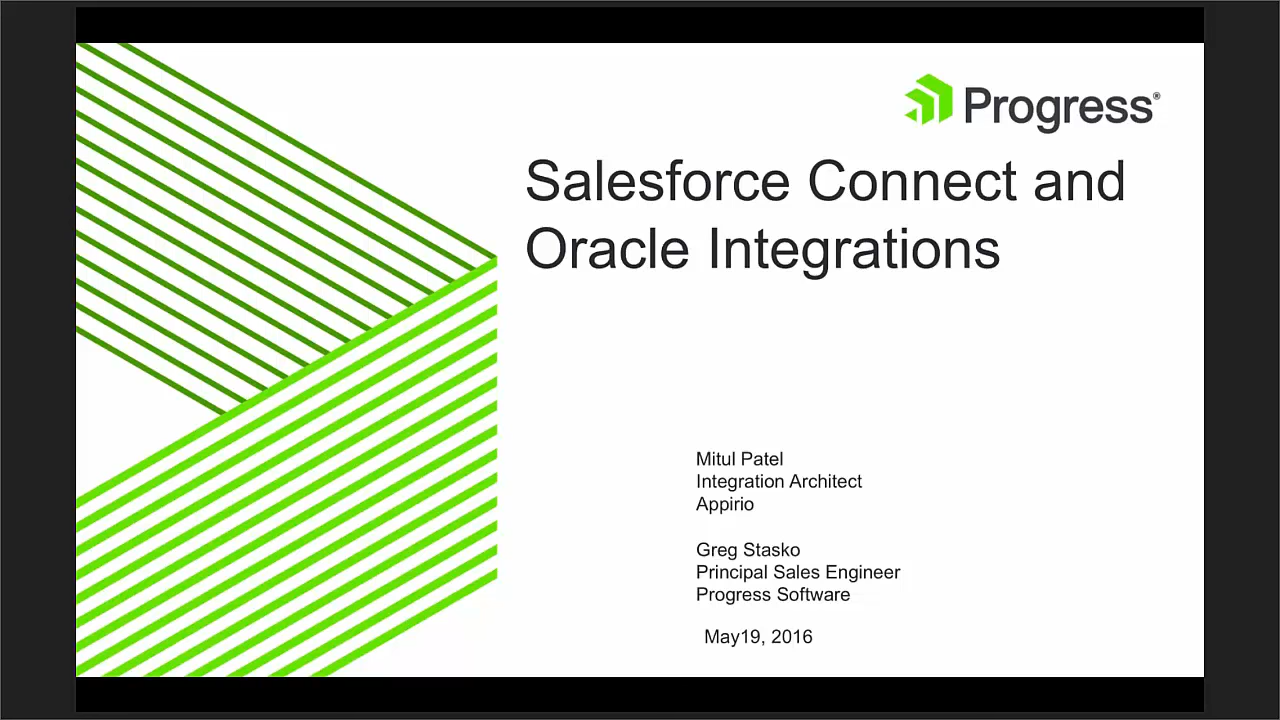 Progress®
Salesforce Connect and
Oracle Integrations
Mitul Patel
Integration Architect
Appirio
Greg Stasko
Principal Sales Engineer
Progress Software
May19, 2016